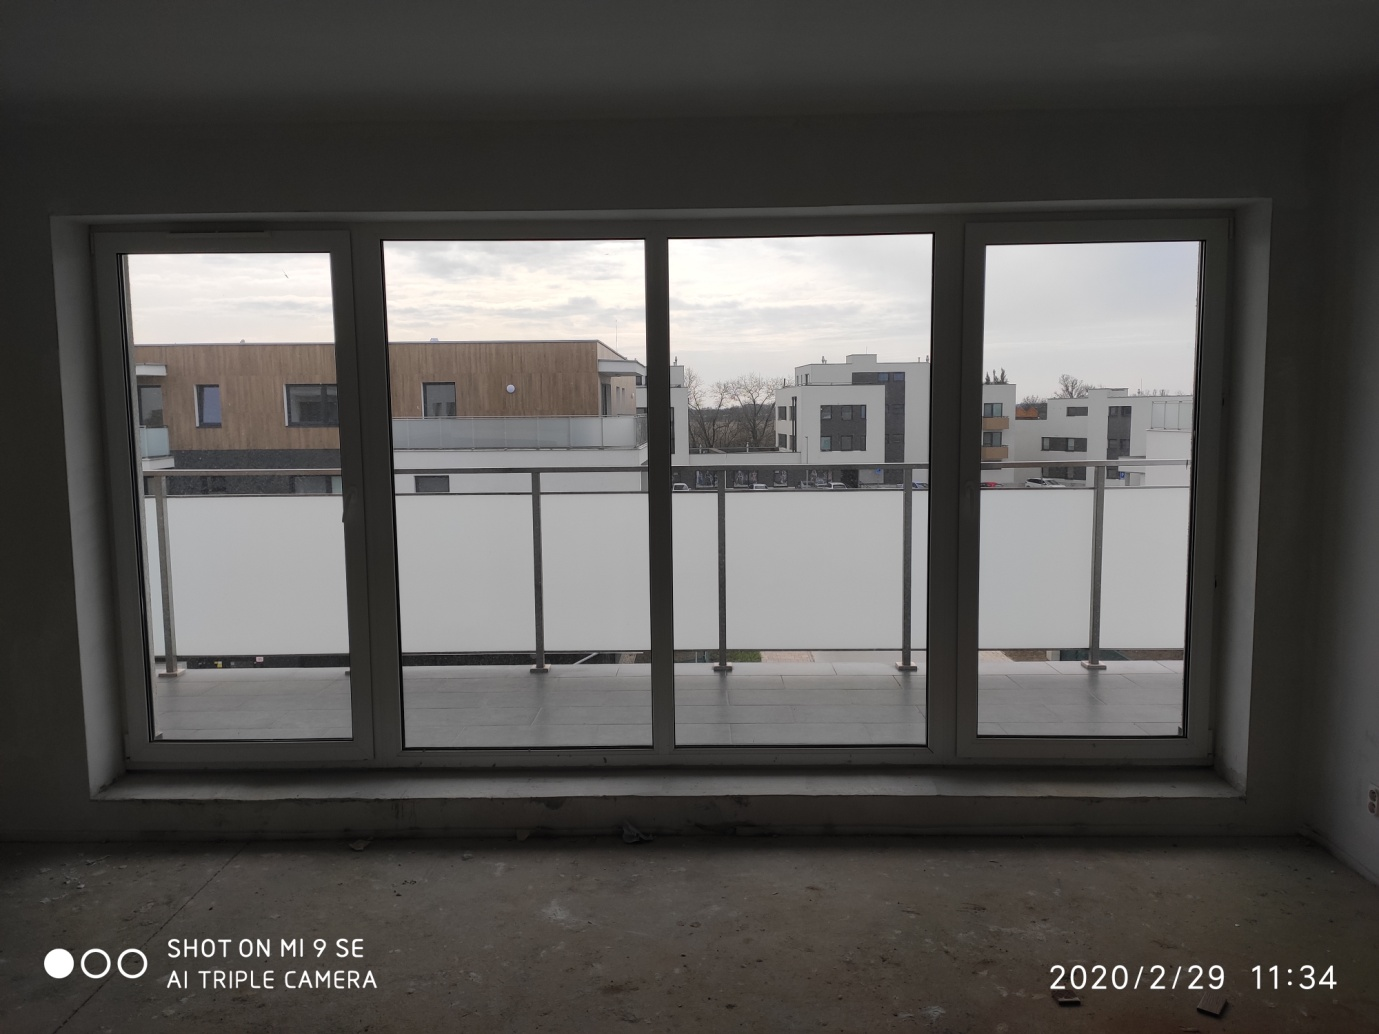 SHOT ON MI 9 SE
AI TRIPLE CAMERA
2020/2/29 11:34